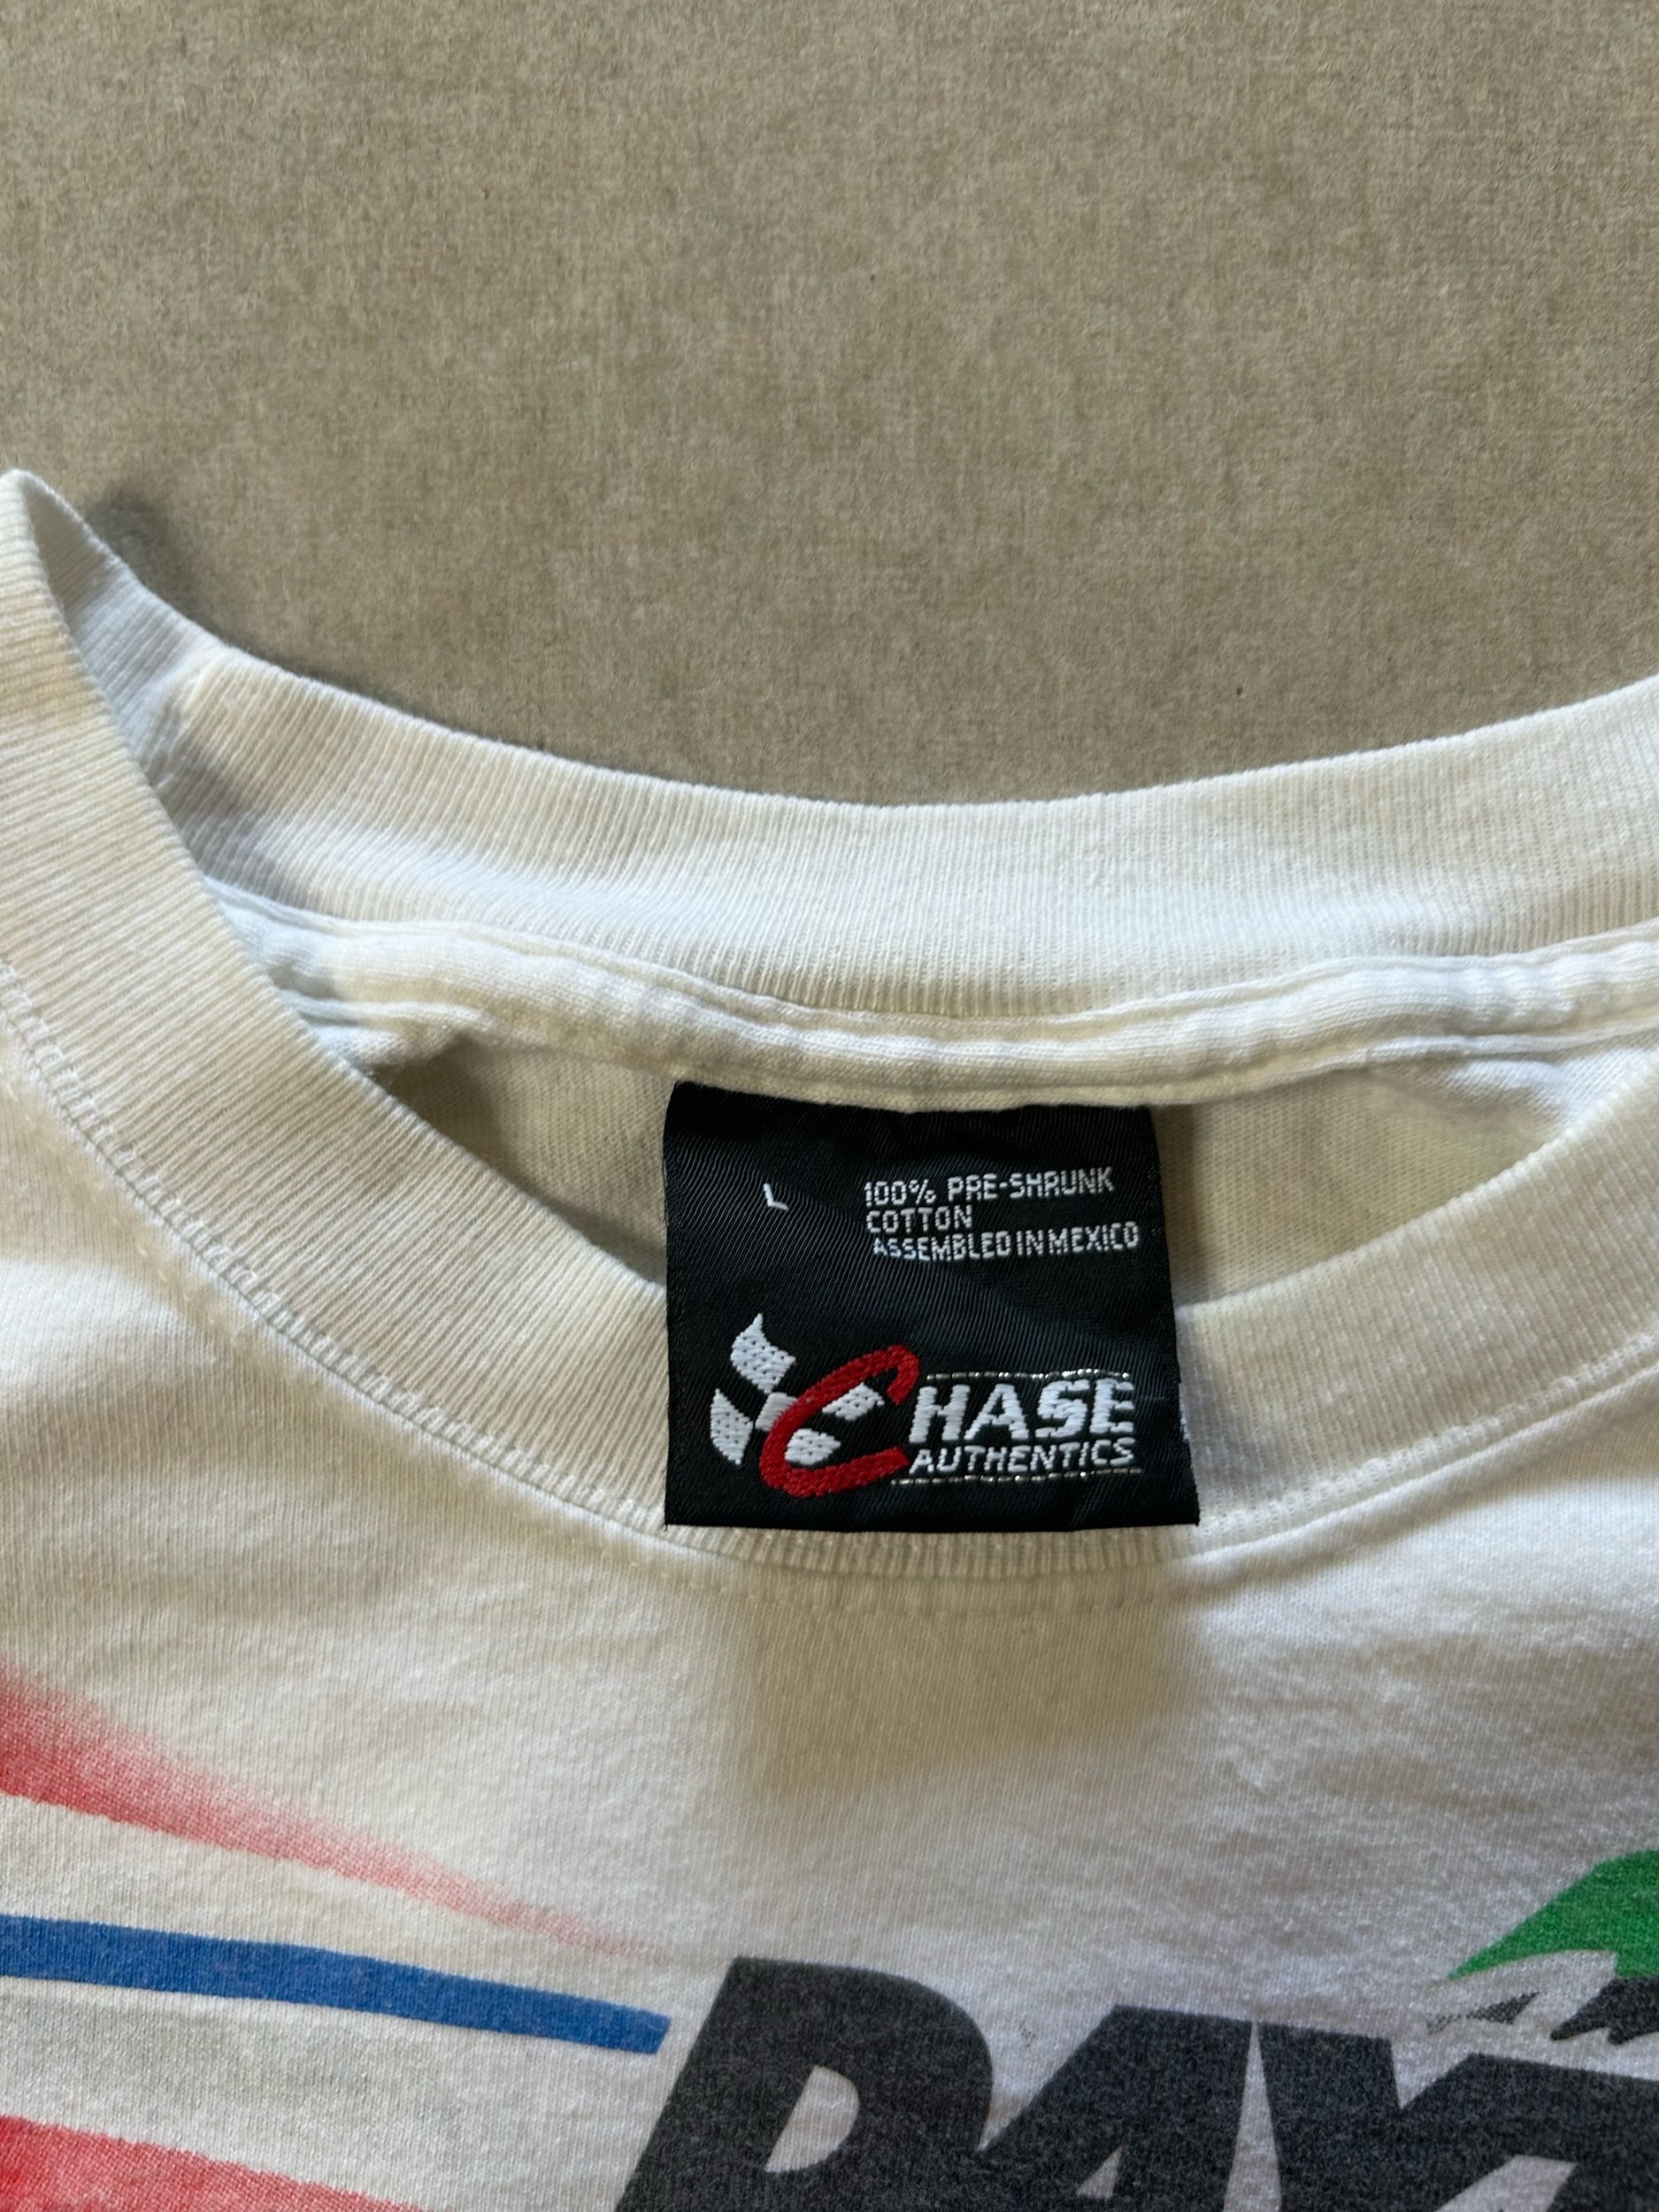 L
100% PRE-SHRUNK
COTTON
ASSEMBLED IN MEXICO
CHASE
AUTHENTICS